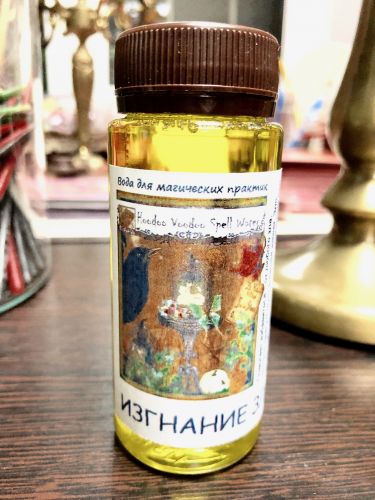 Вода для магических практик
Hoodoo Voodoo Spell Water
ИЗГНАНИЕ З